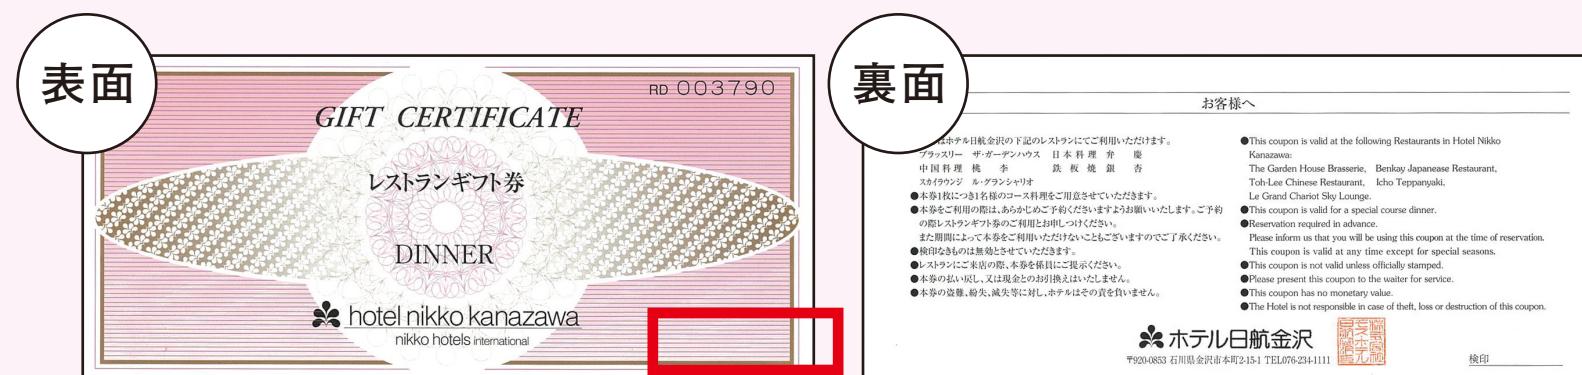 表面
RD 003790
GIFT CERTIFICATE
レストランギフト券
DINNER
hotel nikko kanazawa
nikko hotels international
裏面
お客様へ
はホテル日航金沢の下記のレストランにてご利用いただけます。
ブラッスリー ザ・ガーデンハウス 日本料理 弁慶
中国料理 桃李 鉄板焼 銀杏
スカイラウンジ ル・グランシャリオ
●本券1枚につき1名様のコース料理をご用意させていただきます。
●本券をご利用の際は、あらかじめご予約くださいますようお願いいたします。ご予約
の際レストランギフト券のご利用とお申しつけください。
また期間によって本券をご利用いただけないこともございますのでご了承ください。
●検印なきものは無効とさせていただきます。
●レストランにご来店の際、本券を係員にご提示ください。
●本券の払い戻し、又は現金とのお引換えはいたしません。
●本券の盗難、紛失、滅失等に対し、ホテルはその責を負いません。
●This coupon is valid at the following Restaurants in Hotel Nikko
Kanazawa:
The Garden House Brasserie, Benkay Japanease Restaurant,
Toh-Lee Chinese Restaurant, Icho Teppanyaki,
Le Grand Chariot Sky Lounge.
●This coupon is valid for a special course dinner.
●Reservation required in advance.
Please inform us that you will be using this coupon at the time of reservation.
This coupon is valid at any time except for special seasons.
●This coupon is not valid unless officially stamped.
●Please present this coupon to the waiter for service.
●This coupon has no monetary value.
●The Hotel is not responsible in case of theft, loss or destruction of this coupon.
ホテル日航金沢
〒920-0853 石川県金沢市本町2-15-1 TEL076-234-1111
検印